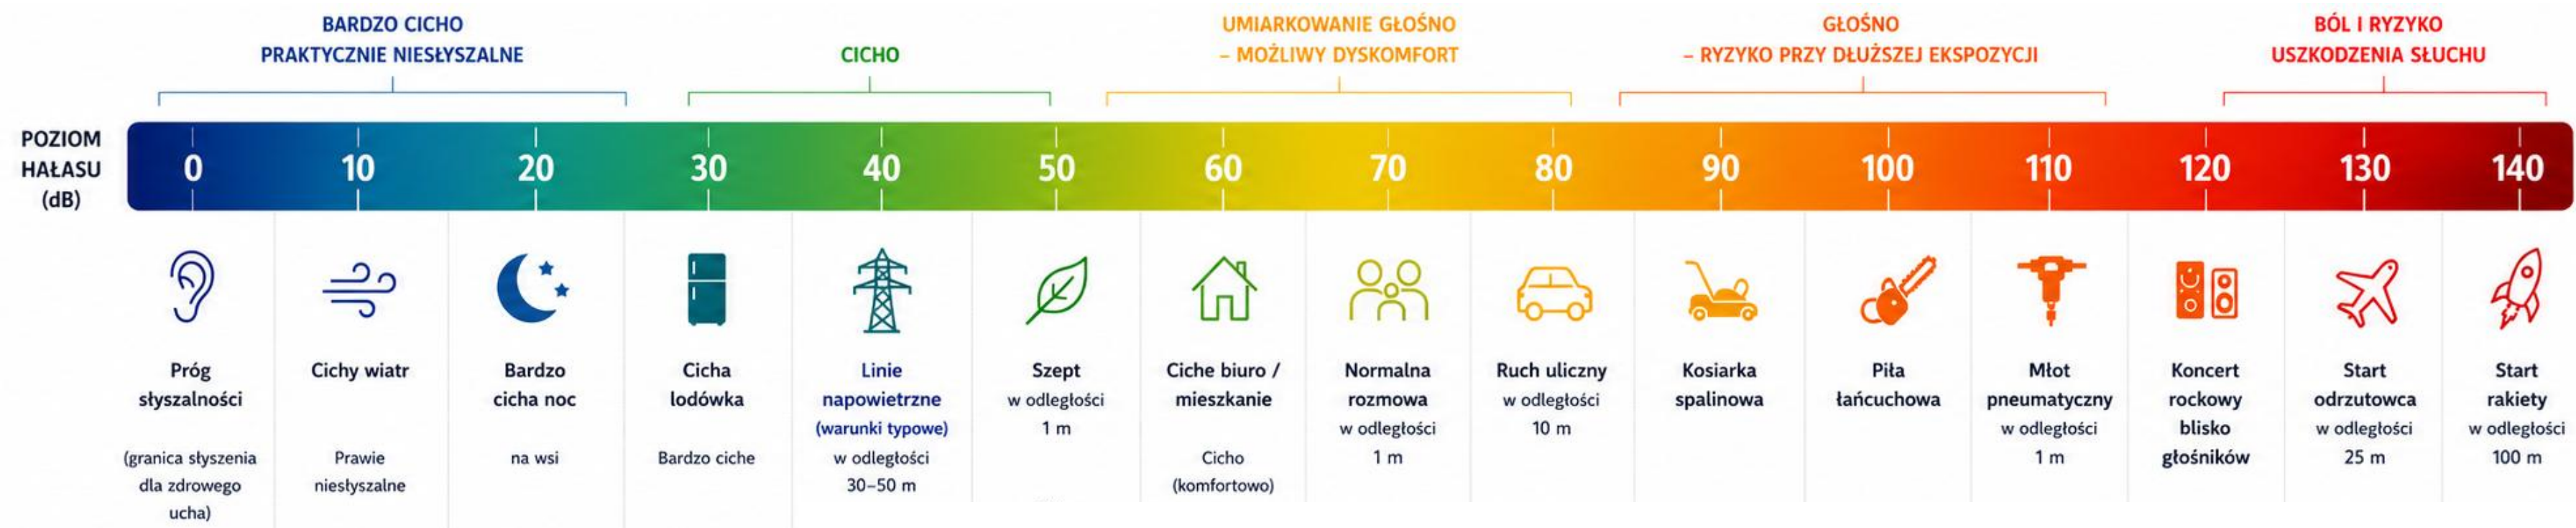 BARDZO CICHO
PRAKTYCZNIE NIESŁYSZALNE
CICHO
UMIARKOWANIE GŁOŚNO
– MOŻLIWY DYSKOMFORT
GŁOŚNO
– RYZYKO PRZY DŁUŻSZEJ EKSPOZYCJI
BÓL I RYZYKO
USZKODZENIA SŁUCHU
POZIOM
HAŁASU
(dB)
0 10 20 30 40 50 60 70 80 90 100 110 120 130 140
Próg
słyszalności
(granica słyszenia
dla zdrowego
ucha)
Cichy wiatr
Prawie
niesłyszalne
Bardzo
cicha noc
na wsi
Cicha
lodówka
Bardzo ciche
Linie
napowietrzne
(warunki typowe)
w odległości
30–50 m
Szept
w odległości
1 m
Ciche biuro /
mieszkanie
Cicho
(komfortowo)
Normalna
rozmowa
w odległości
1 m
Ruch uliczny
w odległości
10 m
Kosiarka
spalinowa
Piła
łańcuchowa
Młot
pneumatyczny
w odległości
1 m
Koncert
rockowy
blisko
głośników
Start
odrzutowca
w odległości
25 m
Start
rakiety
w odległości
100 m